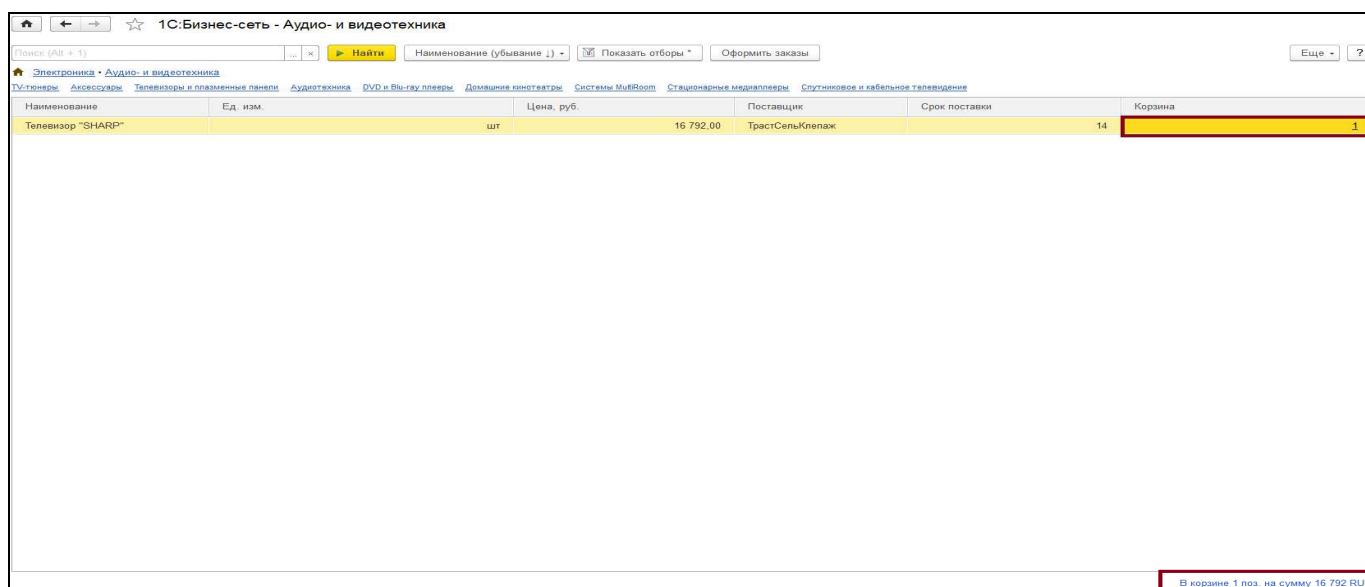 1С:Бизнес-сеть - Аудио- и видеотехника
Поиск (Alt + 1) ... × Найти Наименование (убывание ↓) Показать отборы * Оформить заказы Еще ?
Электроника • Аудио- и видеотехника
TV-тюнеры Аксессуары Телевизоры и плазменные панели Аудиотехника DVD и Blu-ray плееры Домашние кинотеатры Системы MultiRoom Стационарные медиаплееры Спутниковое и кабельное телевидение
Наименование Ед. изм. Цена, руб. Поставщик Срок поставки Корзина
Телевизор "SHARP" шт 16 792,00 ТрастСельКлепаж 14 1
В корзине 1 поз. на сумму 16 792 RU